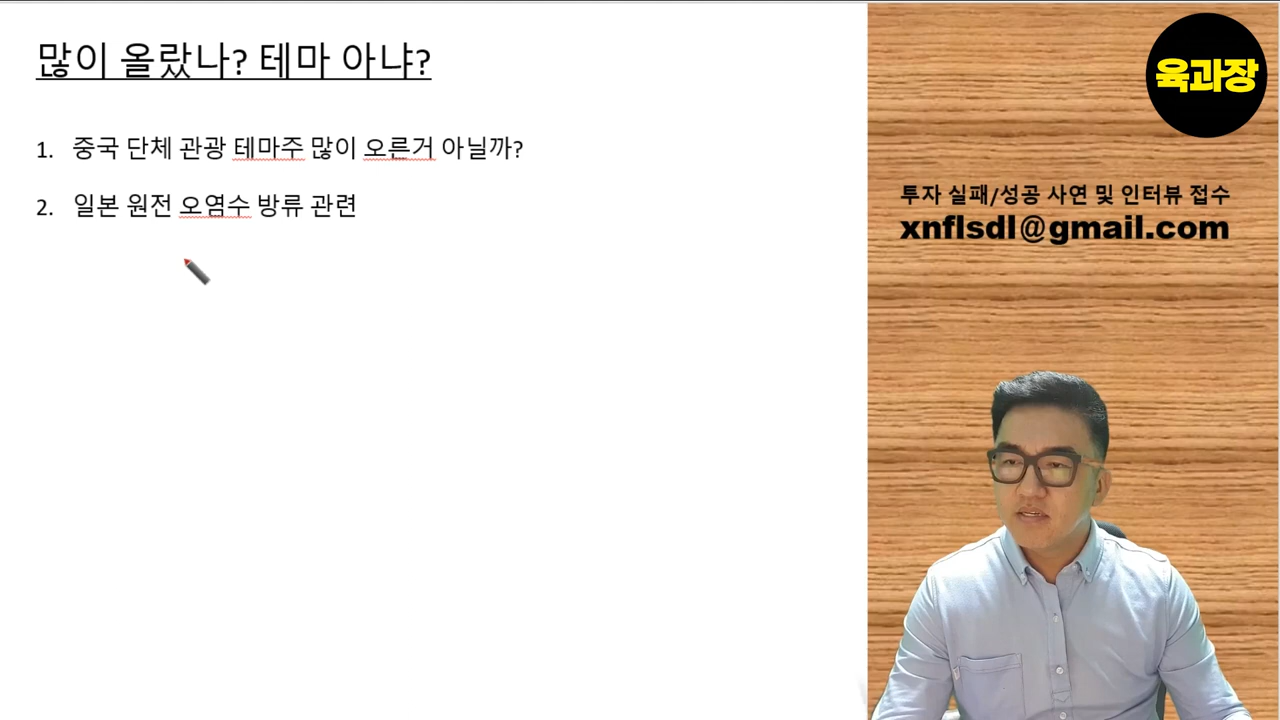 많이 올랐나? 테마 아냐?
1. 중국 단체 관광 테마주 많이 오른거 아닐까?
2. 일본 원전 오염수 방류 관련
육과장
투자 실패/성공 사연 및 인터뷰 접수
xnflsdl@gmail.com